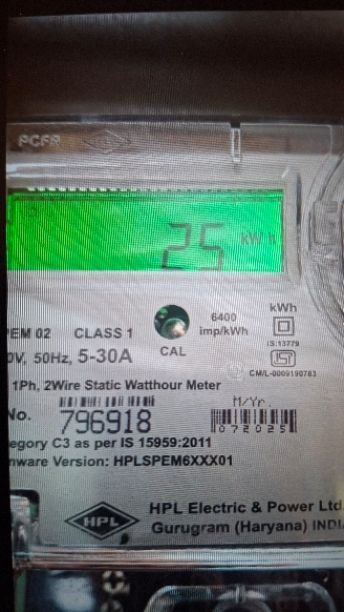 25 kWh
6400 imp/kWh
kWh
EM 02 CLASS 1
CAL
IS:13779
0V, 50Hz, 5-30A
CM/L-0009190763
1Ph, 2Wire Static Watthour Meter
M/Yr.
No. 796918
072025
egory C3 as per IS 15959:2011
mware Version: HPLSPEM6XXX01
HPL
HPL Electric & Power Ltd
Gurugram (Haryana) INDI